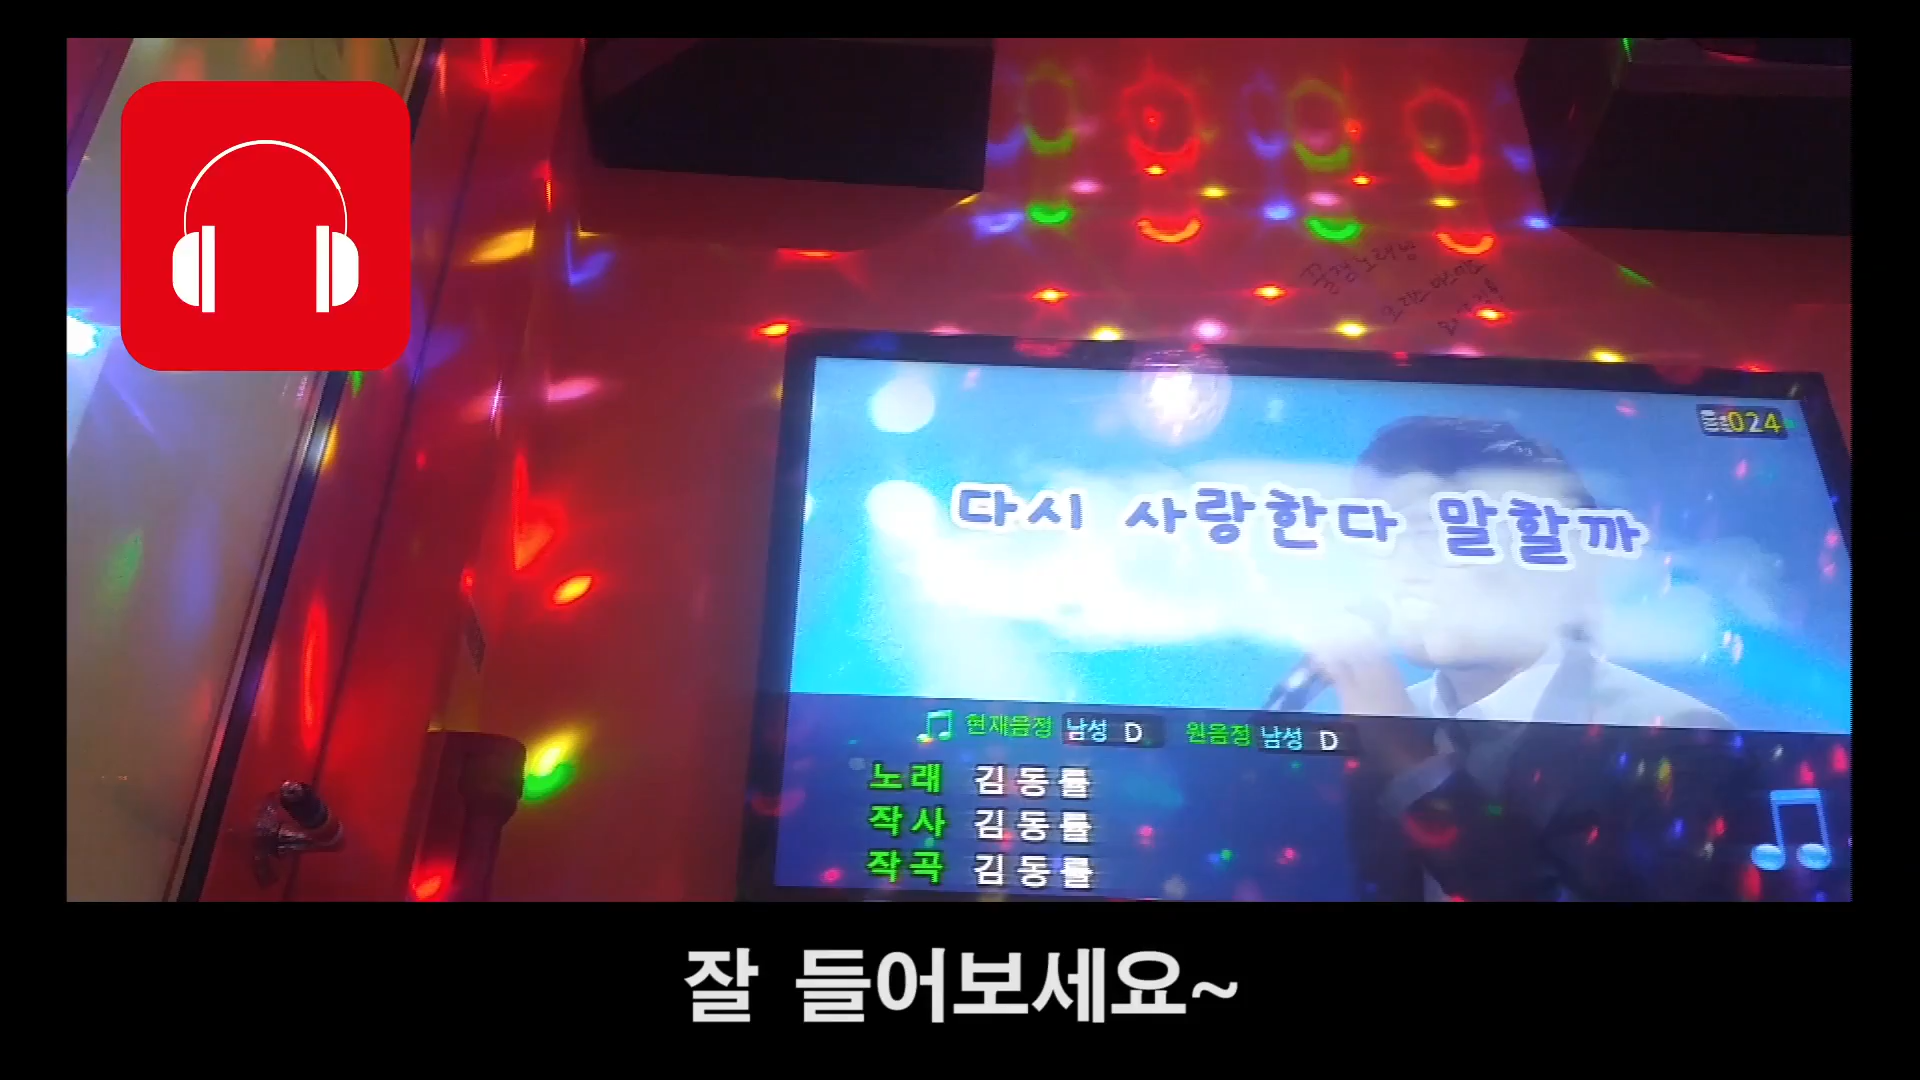 024
다시 사랑한다 말할까
현재음정 남성 D 원음정 남성 D
노래 김동률
작사 김동률
작곡 김동률
잘 들어보세요~